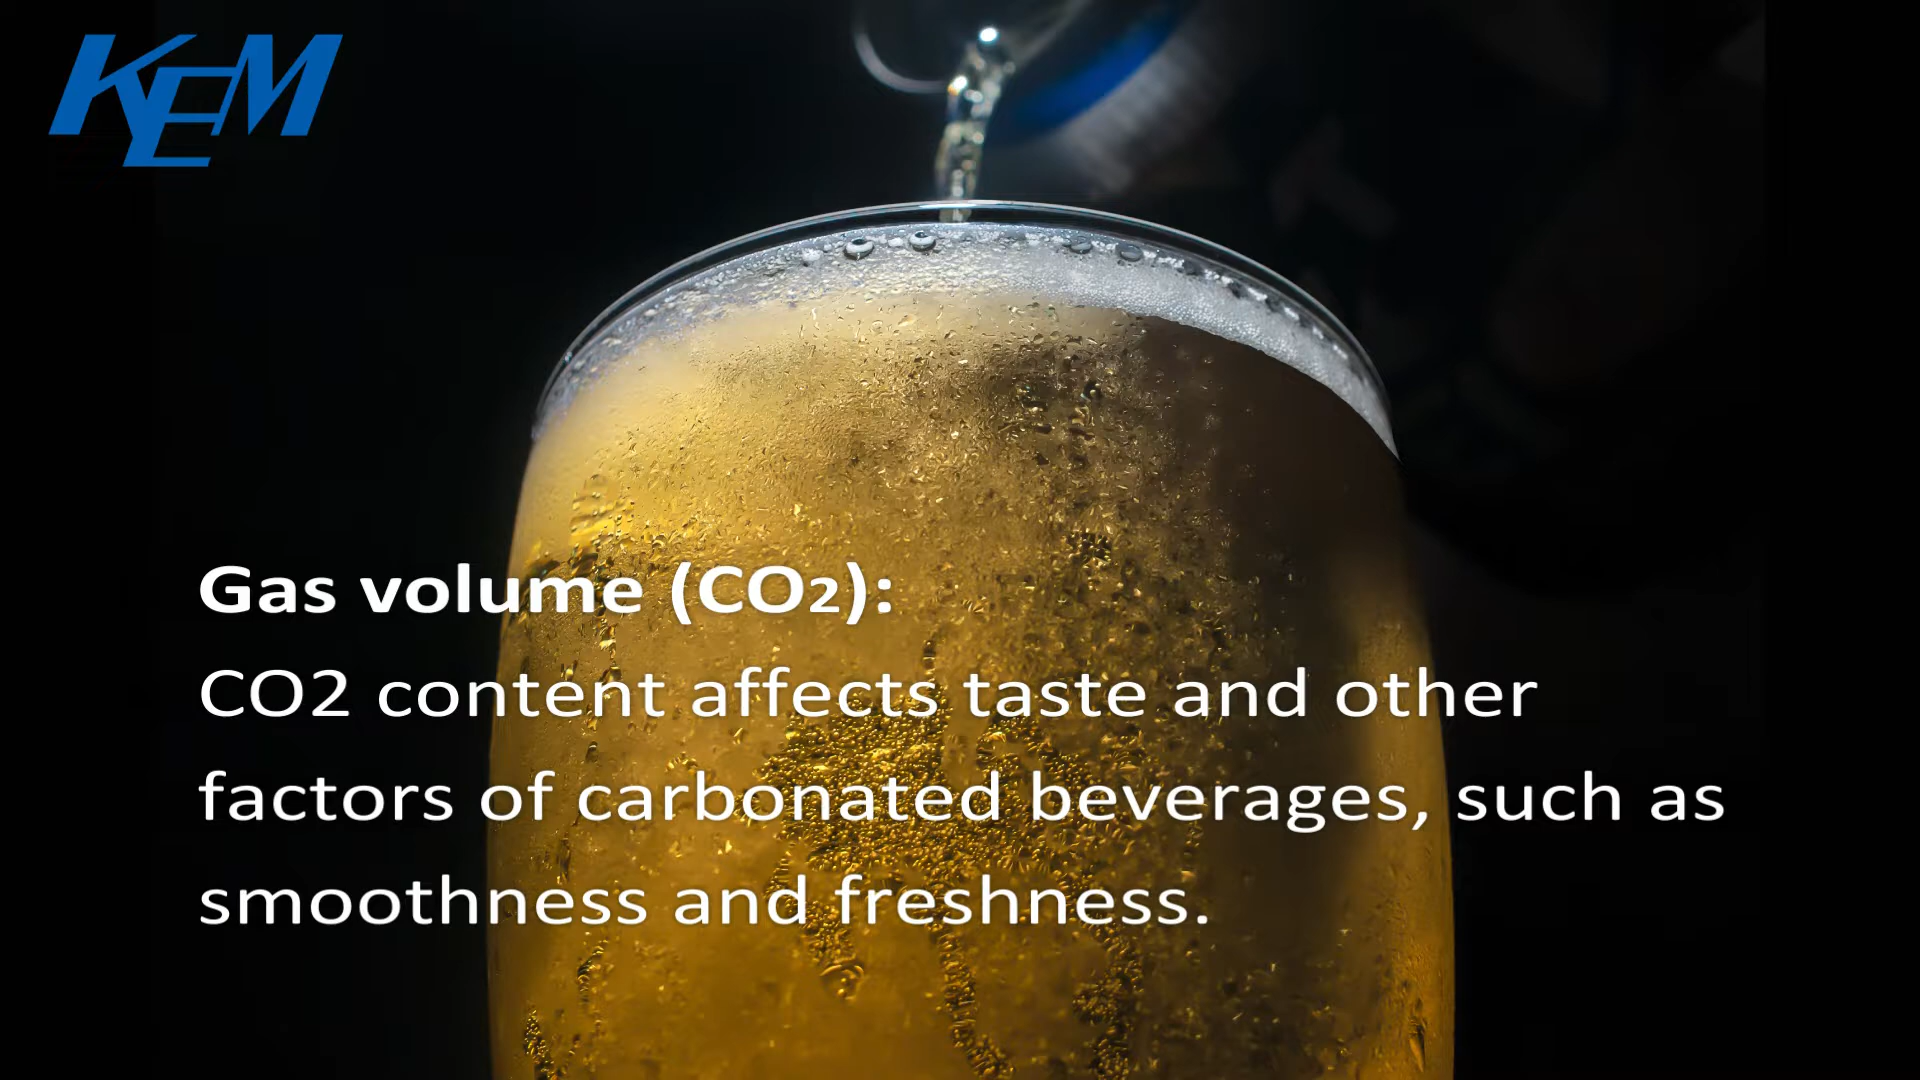 KEM
Gas volume (CO2):
CO2 content affects taste and other
factors of carbonated beverages, such as
smoothness and freshness.